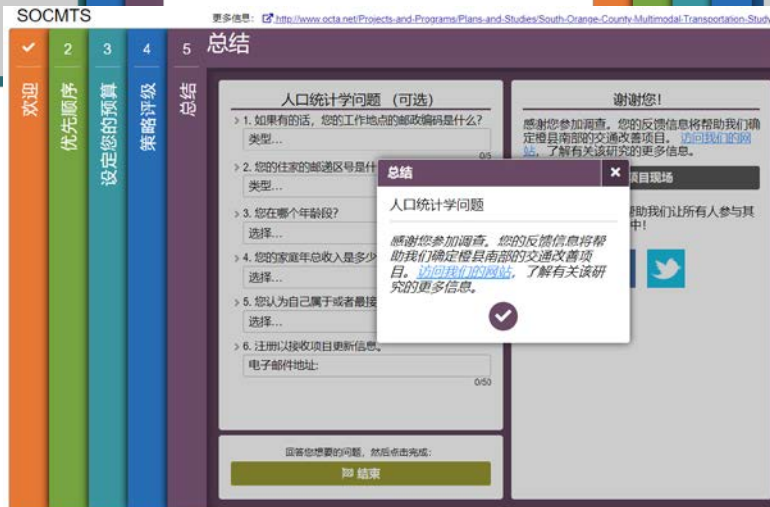 SOCMTS
更多信息: http://www.octa.net/Projects-and-Programs/Plans-and-Studies/South-Orange-County-Multimodal-Transportation-Study
欢迎
2
优先顺序
3
设定您的预算
4
策略评级
5
总结
总结
人口统计学问题 (可选)
1. 如果有的话, 您的工作地点的邮政编码是什么?
类型...
0/5
2. 您的住家的邮递区号是什
类型...
3. 您在哪个年龄段?
选择...
4. 您的家庭年总收入是多少
选择...
5. 您认为自己属于或者最接
选择...
6. 注册以接收项目更新信息。
电子邮件地址:
0/50
回答您想要的问题, 然后点击完成:
结束
谢谢您!
感谢您参加调查。您的反馈信息将帮助我们确
定橙县南部的交通改善项目。访问我们的网
站, 了解有关该研究的更多信息。
项目现场
帮助我们让所有人参与其
中!
总结
×
人口统计学问题
感谢您参加调查。您的反馈信息将帮
助我们确定橙县南部的交通改善项
目。访问我们的网站, 了解有关该研
究的更多信息。